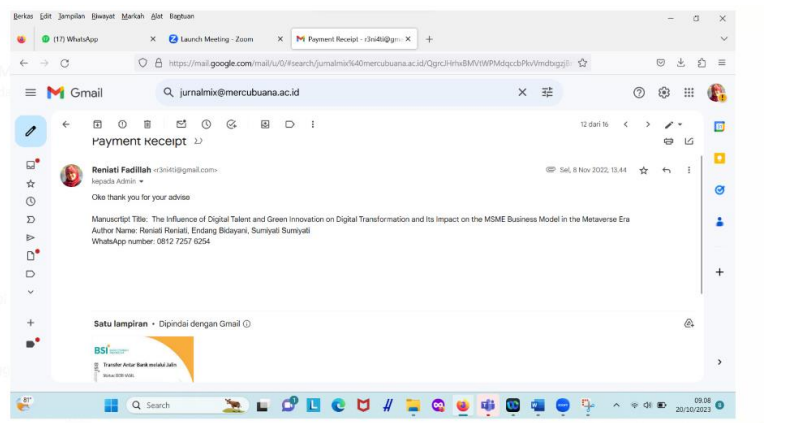 Berkas Edit Jampilan Riwayat Markah Alat Bantuan
(17) WhatsApp × Launch Meeting - Zoom × Payment Receipt - r3ni4ti@gm × +
https://mail.google.com/mail/u/0/#search/jurnalmix%40mercubuana.ac.id/
Gmail jurnalmix@mercubuana.ac.id
12 dari 16
Payment Receipt
Reniati Fadillah <r3ni4ti@gmail.com> Sel, 8 Nov 2022, 13.44
kepada Admin
Oke thank you for your advise
Manuscrtipt Title: The Influence of Digital Talent and Green Innovation on Digital Transformation and Its Impact on the MSME Business Model in the Metaverse Era
Author Name: Reniati Reniati, Endang Bidayani, Sumiyati Sumiyati
WhatsApp number: 0812 7257 6254
Satu lampiran • Dipindai dengan Gmail
BSI
Transfer Antar Bank melalui Jalin
81°
Search
09.08
20/10/2023